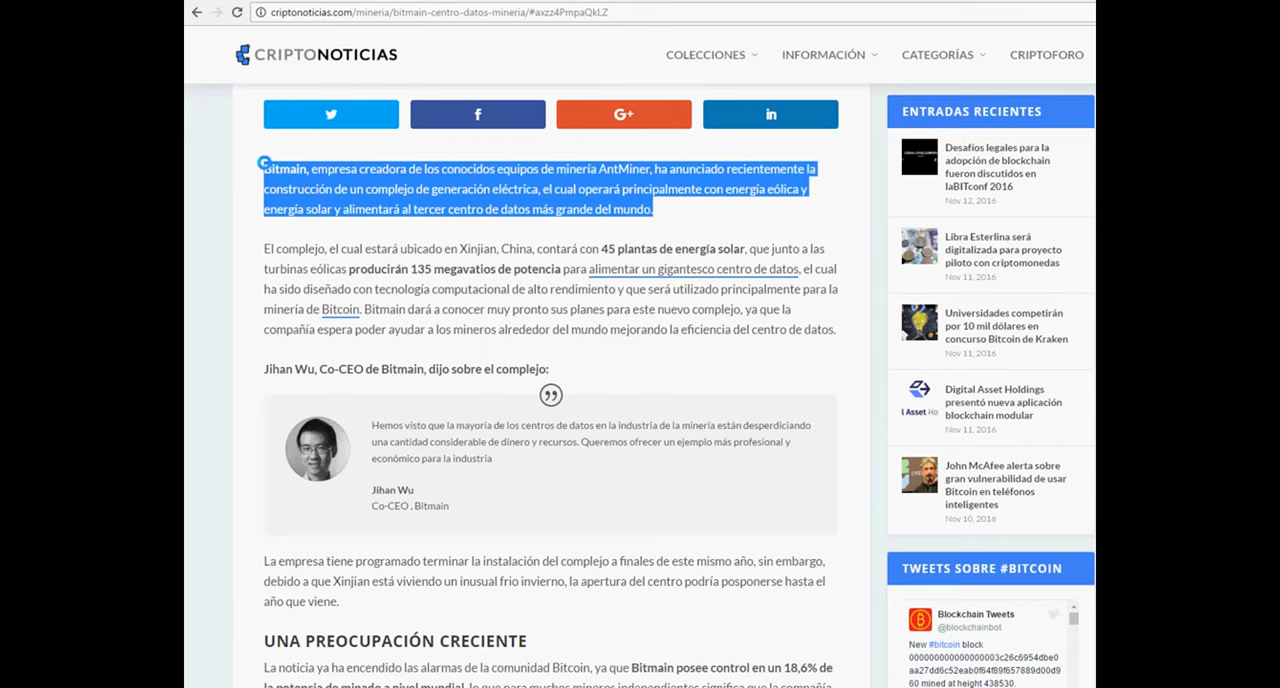 criptonoticias.com/mineria/bitmain-centro-datos-mineria/#axzz4PmpaQkLZ
CRIPTONOTICIAS
COLECCIONES INFORMACIÓN CATEGORÍAS CRIPTOFORO
G+ in
Bitmain, empresa creadora de los conocidos equipos de minería AntMiner, ha anunciado recientemente la
construcción de un complejo de generación eléctrica, el cual operará principalmente con energía eólica y
energía solar y alimentará al tercer centro de datos más grande del mundo.
El complejo, el cual estará ubicado en Xinjian, China, contará con 45 plantas de energía solar, que junto a las
turbinas eólicas producirán 135 megavatios de potencia para alimentar un gigantesco centro de datos, el cual
ha sido diseñado con tecnología computacional de alto rendimiento y que será utilizado principalmente para la
minería de Bitcoin. Bitmain dará a conocer muy pronto sus planes para este nuevo complejo, ya que la
compañía espera poder ayudar a los mineros alrededor del mundo mejorando la eficiencia del centro de datos.
Jihan Wu, Co-CEO de Bitmain, dijo sobre el complejo:
Hemos visto que la mayoría de los centros de datos en la industria de la minería están desperdiciando
una cantidad considerable de dinero y recursos. Queremos ofrecer un ejemplo más profesional y
económico para la industria
Jihan Wu
Co-CEO , Bitmain
La empresa tiene programado terminar la instalación del complejo a finales de este mismo año, sin embargo,
debido a que Xinjian está viviendo un inusual frio invierno, la apertura del centro podría posponerse hasta el
año que viene.
UNA PREOCUPACIÓN CRECIENTE
La noticia ya ha encendido las alarmas de la comunidad Bitcoin, ya que Bitmain posee control en un 18,6% de
la potencia de minado a nivel mundial, lo que para muchos mineros independientes significa que la compañía
ENTRADAS RECIENTES
Desafíos legales para la
adopción de blockchain
fueron discutidos en
laBITconf 2016
Nov 12, 2016
Libra Esterlina será
digitalizada para proyecto
piloto con criptomonedas
Nov 11, 2016
Universidades competirán
por 10 mil dólares en
concurso Bitcoin de Kraken
Nov 11, 2016
l Asset Ho
Digital Asset Holdings
presentó nueva aplicación
blockchain modular
Nov 11, 2016
John McAfee alerta sobre
gran vulnerabilidad de usar
Bitcoin en teléfonos
inteligentes
Nov 10, 2016
TWEETS SOBRE #BITCOIN
Blockchain Tweets
@blockchainbot
New #bitcoin block
000000000000000003c26c6954dbe0
aa27dd6c52eab0f64f89f657889d00d9
60 mined at height 438530.